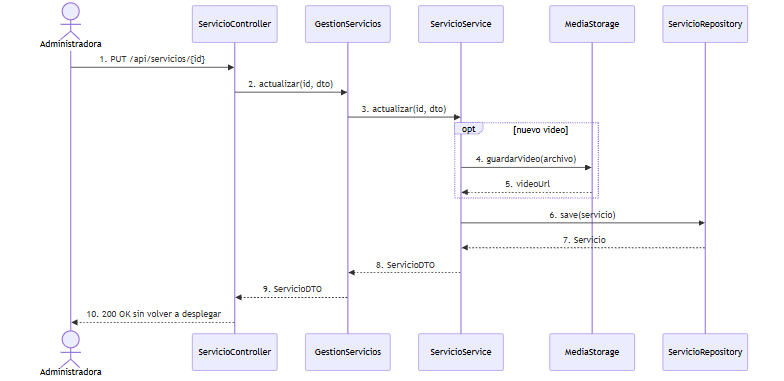 Administradora
ServicioController
GestionServicios
ServicioService
MediaStorage
ServicioRepository
1. PUT /api/servicios/{id}
2. actualizar(id, dto)
3. actualizar(id, dto)
opt
[nuevo video]
4. guardarVideo(archivo)
5. videoUrl
6. save(servicio)
7. Servicio
8. ServicioDTO
9. ServicioDTO
10. 200 OK sin volver a desplegar
Administradora
ServicioController
GestionServicios
ServicioService
MediaStorage
ServicioRepository